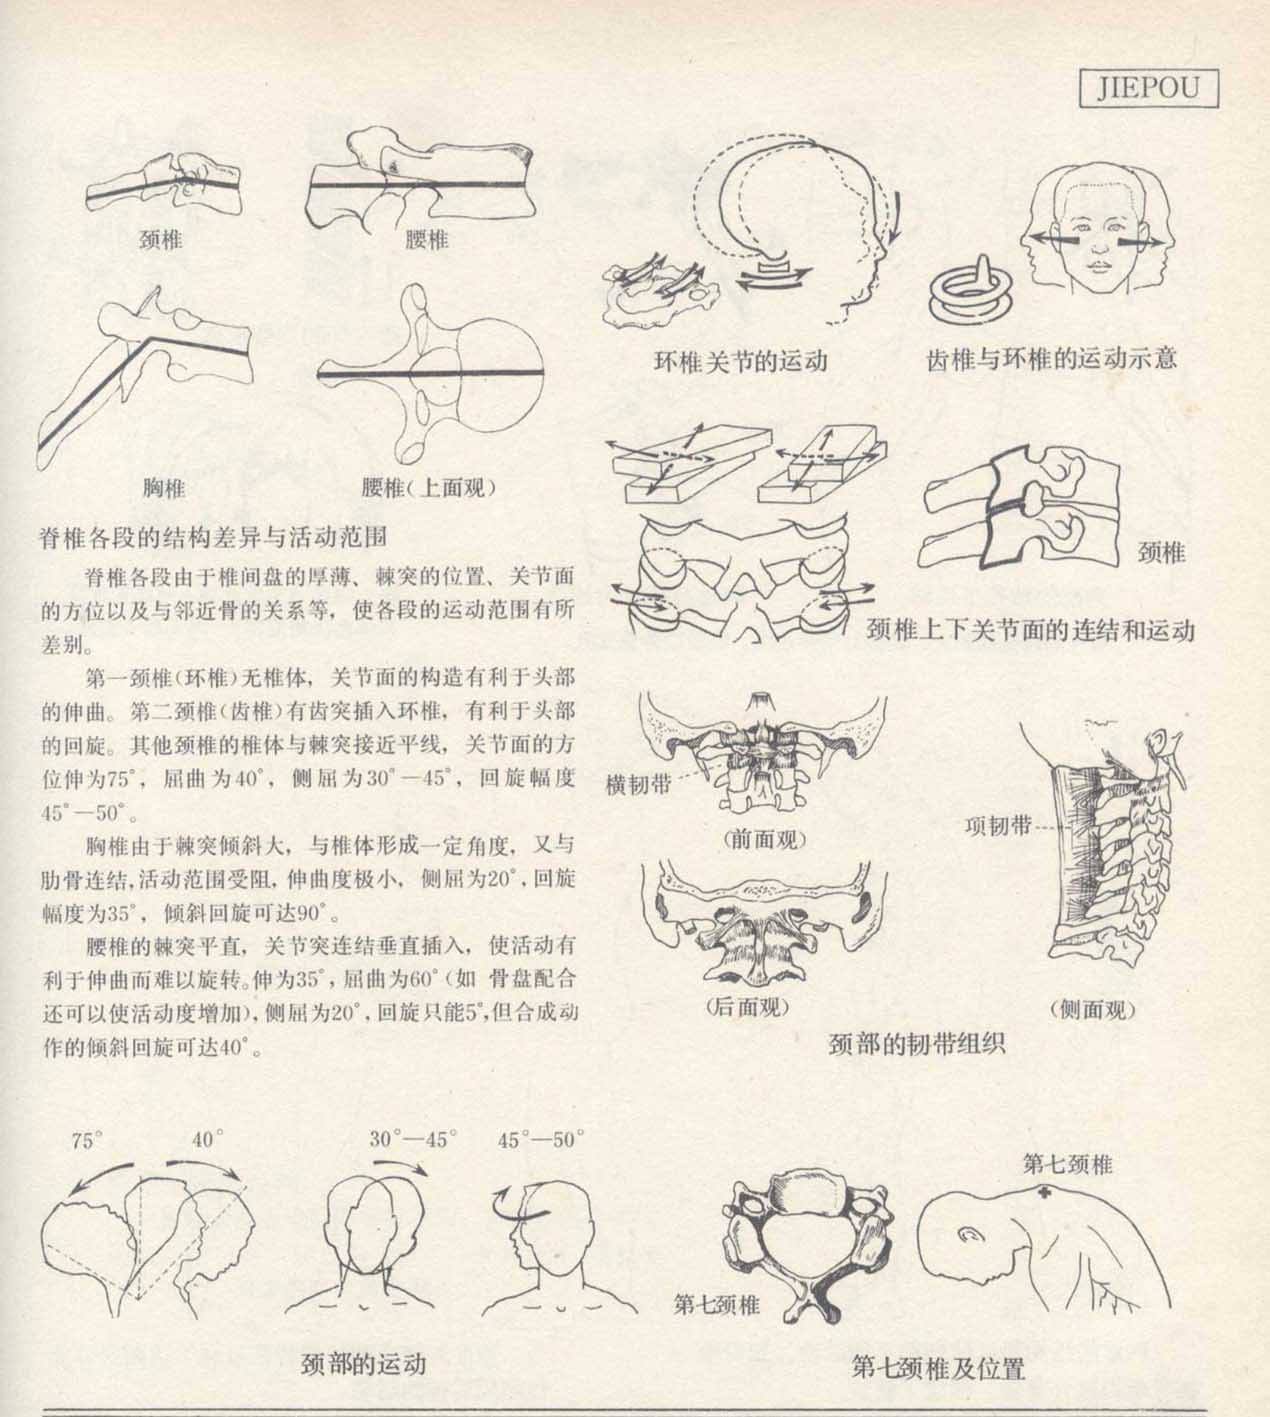 JIEPOU
颈椎
腰椎
胸椎
腰椎(上面观)
脊椎各段的结构差异与活动范围
脊椎各段由于椎间盘的厚薄、棘突的位置、关节面
的方位以及与邻近骨的关系等，使各段的运动范围有所
差别。
第一颈椎(环椎)无椎体，关节面的构造有利于头部
的伸曲。第二颈椎(齿椎)有齿突插入环椎，有利于头部
的回旋。其他颈椎的椎体与棘突接近平线，关节面的方
位伸为75°，屈曲为40°，侧屈为30°—45°，回旋幅度
45°—50°。
胸椎由于棘突倾斜大，与椎体形成一定角度，又与
肋骨连结,活动范围受阻,伸曲度极小，侧屈为20°,回旋
幅度为35°，倾斜回旋可达90°。
腰椎的棘突平直，关节突连结垂直插入，使活动有
利于伸曲而难以旋转。伸为35°,屈曲为60°(如 骨盘配合
还可以使活动度增加),侧屈为20°,回旋只能5°,但合成动
作的倾斜回旋可达40°。
环椎关节的运动
齿椎与环椎的运动示意
颈椎
颈椎上下关节面的连结和运动
横韧带
(前面观)
项韧带
(后面观)
(侧面观)
颈部的韧带组织
75°
40°
30°—45°
45°—50°
颈部的运动
第七颈椎
第七颈椎
第七颈椎及位置